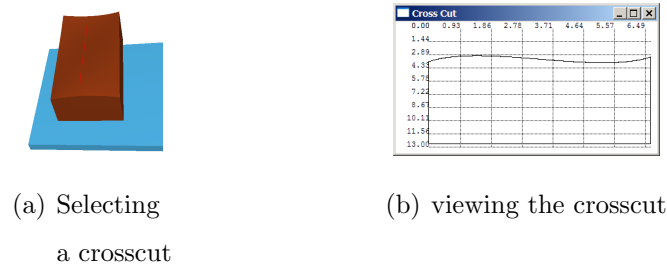 Cross Cut
0.00 0.93 1.86 2.78 3.71 4.64 5.57 6.49
1.44
2.89
4.33
5.78
7.22
8.67
10.11
11.56
13.00
(a) Selecting
a crosscut
(b) viewing the crosscut